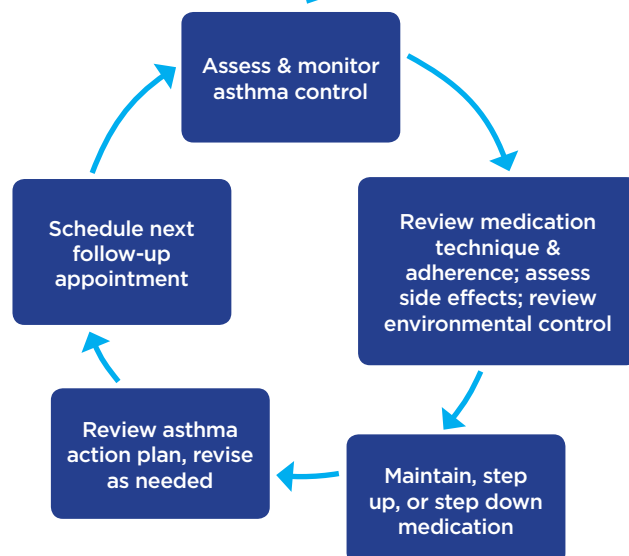 Assess & monitor
asthma control
Review medication
technique &
adherence; assess
side effects; review
environmental control
Maintain, step
up, or step down
medication
Review asthma
action plan, revise
as needed
Schedule next
follow-up
appointment